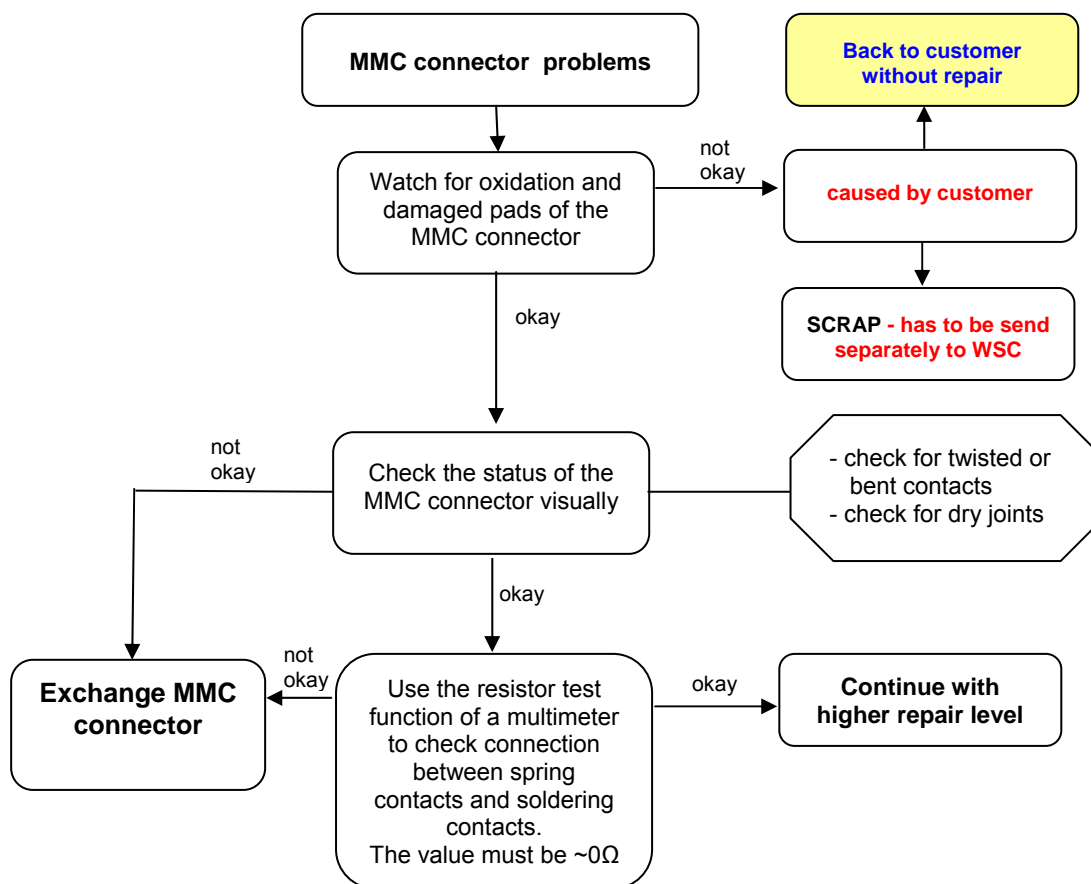 MMC connector problems
Back to customer
without repair
not
okay
Watch for oxidation and
damaged pads of the
MMC connector
caused by customer
okay
SCRAP - has to be send
separately to WSC
not
okay
Check the status of the
MMC connector visually
- check for twisted or
bent contacts
- check for dry joints
okay
not
okay
Exchange MMC
connector
Use the resistor test
function of a multimeter
to check connection
between spring
contacts and soldering
contacts.
The value must be ~0Ω
okay
Continue with
higher repair level